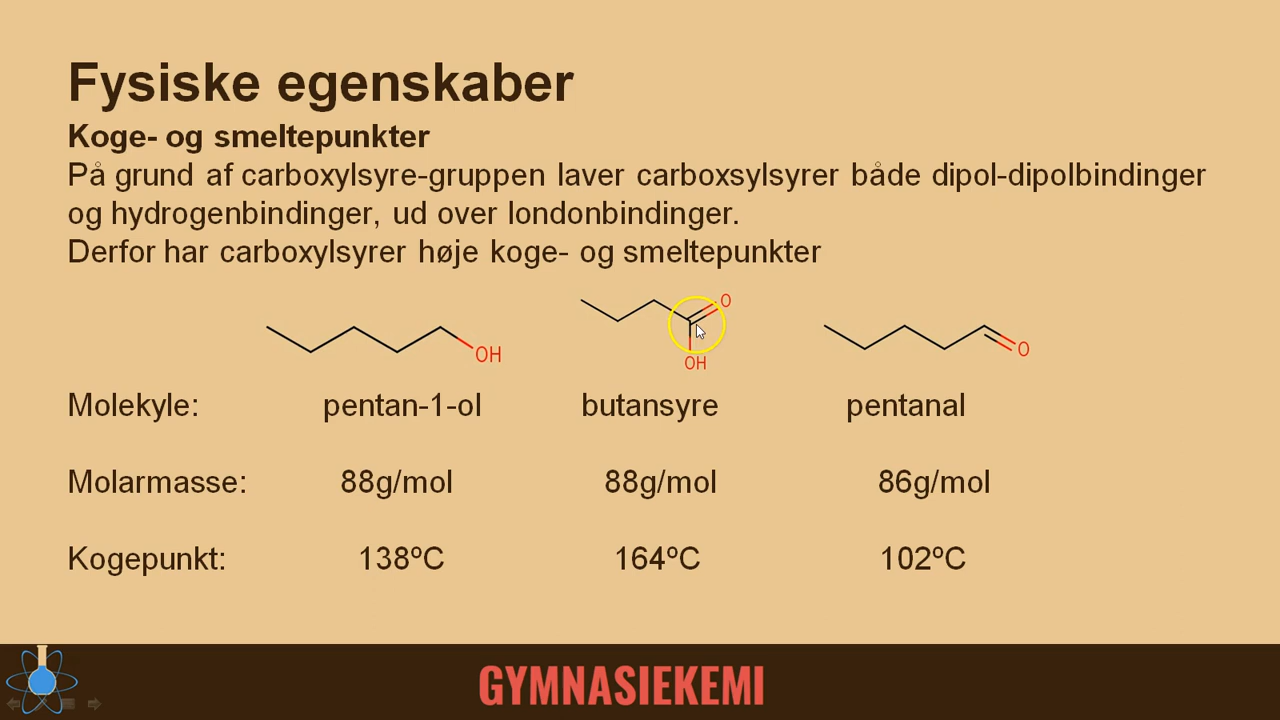 Fysiske egenskaber
Koge- og smeltepunkter
På grund af carboxylsyre-gruppen laver carboxsylsyrer både dipol-dipolbindinger
og hydrogenbindinger, ud over londonbindinger.
Derfor har carboxylsyrer høje koge- og smeltepunkter
O
OH
OH
O
Molekyle: pentan-1-ol butansyre pentanal
Molarmasse: 88g/mol 88g/mol 86g/mol
Kogepunkt: 138ºC 164ºC 102ºC
GYMNASIEKEMI